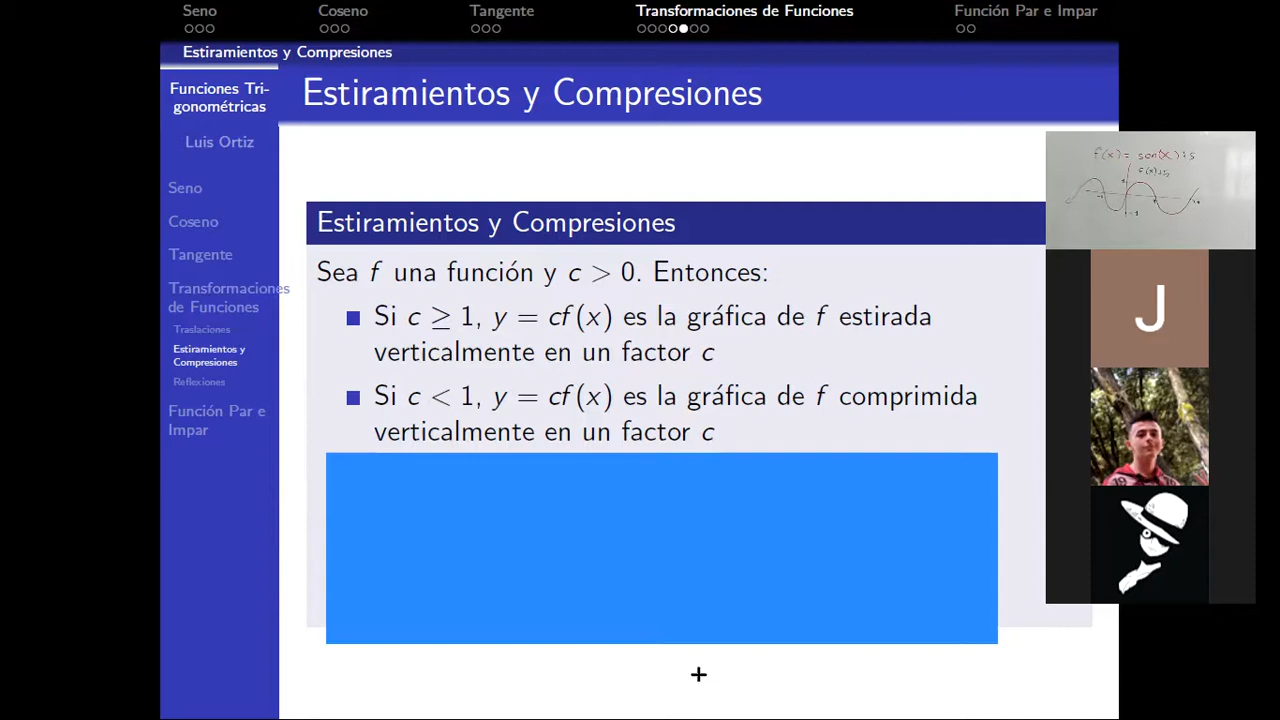 Seno
Coseno
Tangente
Transformaciones de Funciones
Función Par e Impar
Estiramientos y Compresiones
Funciones Tri-
gonométricas
Luis Ortiz
Seno
Coseno
Tangente
Transformaciones
de Funciones
Traslaciones
Estiramientos y
Compresiones
Reflexiones
Función Par e
Impar
Estiramientos y Compresiones
Estiramientos y Compresiones
Sea f una función y c > 0. Entonces:
Si c ≥ 1, y = cf(x) es la gráfica de f estirada
verticalmente en un factor c
Si c < 1, y = cf(x) es la gráfica de f comprimida
verticalmente en un factor c
f(x) = sen(x)
J